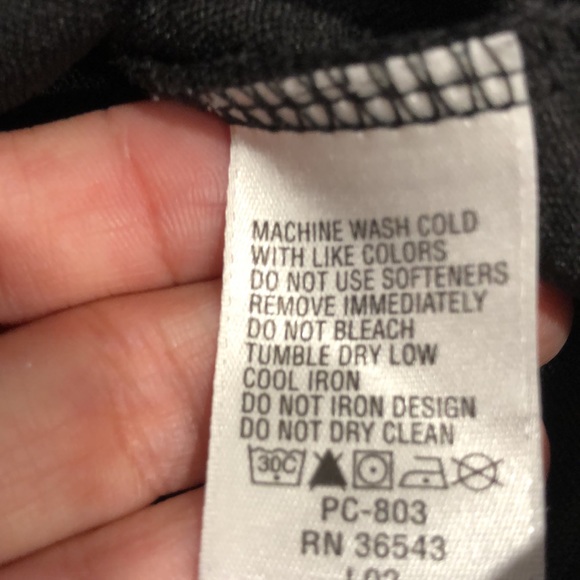 MACHINE WASH COLD
WITH LIKE COLORS
DO NOT USE SOFTENERS
REMOVE IMMEDIATELY
DO NOT BLEACH
TUMBLE DRY LOW
COOL IRON
DO NOT IRON DESIGN
DO NOT DRY CLEAN
30C
PC-803
RN 36543